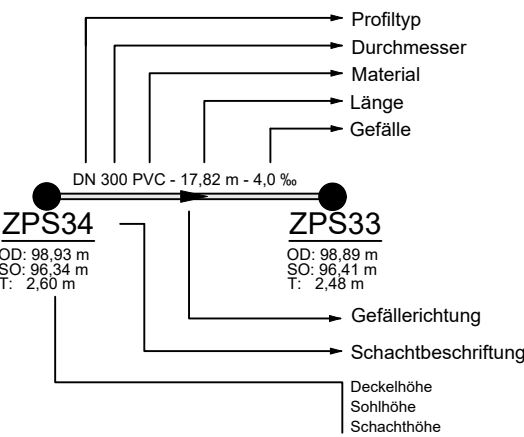 Profiltyp
Durchmesser
Material
Länge
Gefälle
DN 300 PVC - 17,82 m - 4,0 ‰
ZPS34
OD: 98,93 m
SO: 96,34 m
T: 2,60 m
ZPS33
OD: 98,89 m
SO: 96,41 m
T: 2,48 m
Gefällerichtung
Schachtbeschriftung
Deckelhöhe
Sohlhöhe
Schachthöhe